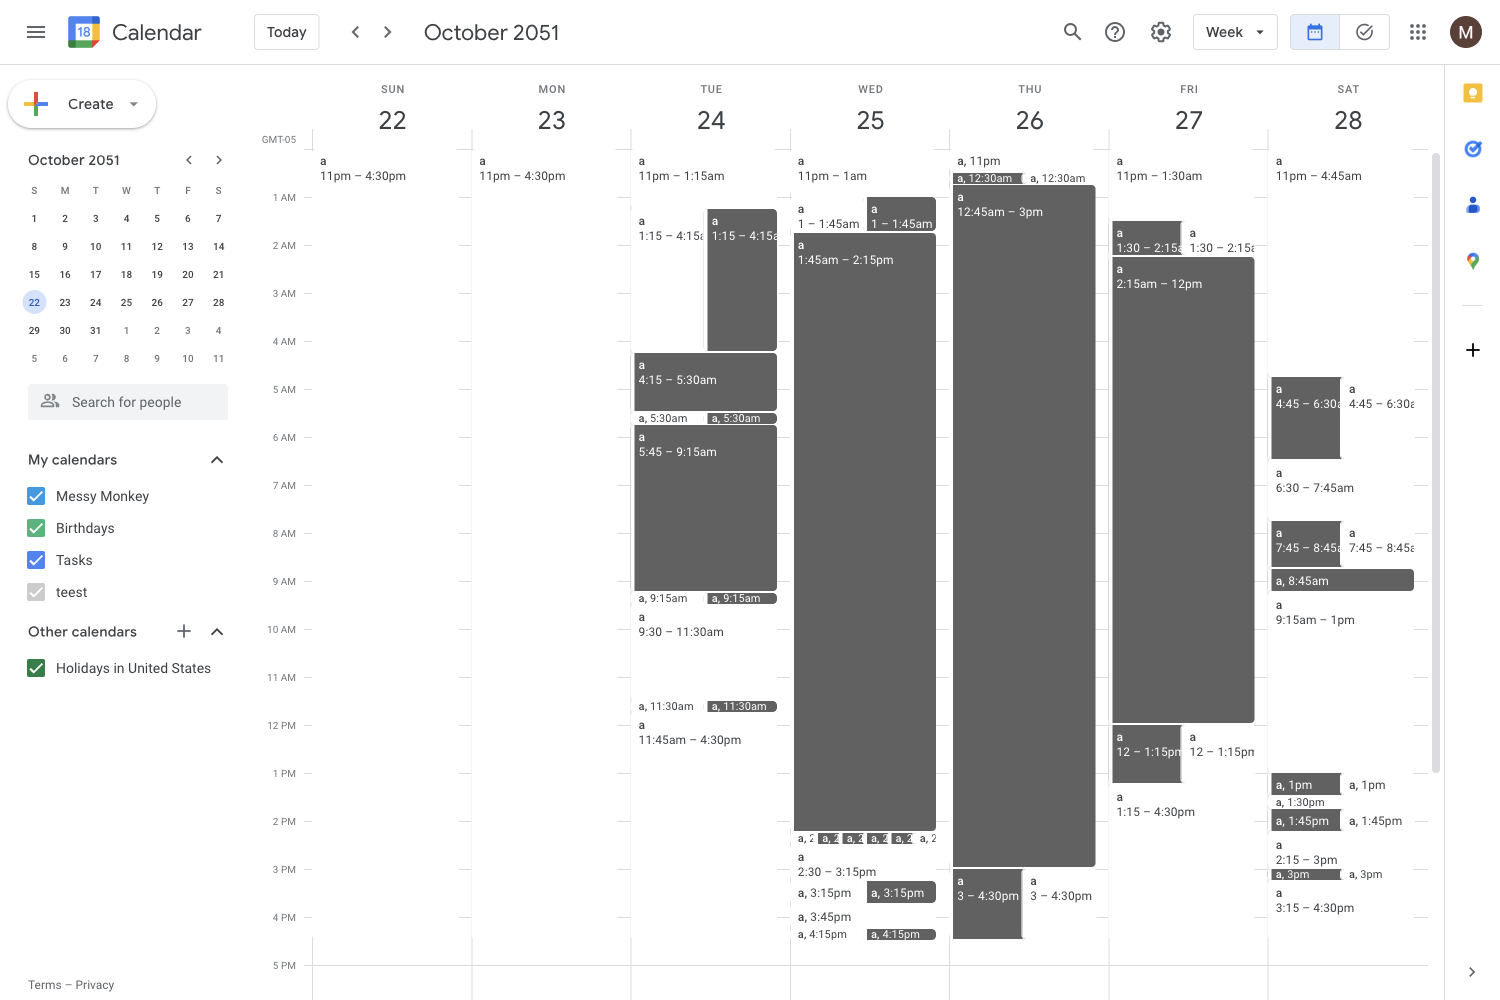 18 Calendar Today October 2051 Week M
Create
October 2051
S M T W T F S
1 2 3 4 5 6 7
8 9 10 11 12 13 14
15 16 17 18 19 20 21
22 23 24 25 26 27 28
29 30 31 1 2 3 4
5 6 7 8 9 10 11
Search for people
My calendars
Messy Monkey
Birthdays
Tasks
teest
Other calendars
Holidays in United States
Terms – Privacy
GMT-05
1 AM
2 AM
3 AM
4 AM
5 AM
6 AM
7 AM
8 AM
9 AM
10 AM
11 AM
12 PM
1 PM
2 PM
3 PM
4 PM
5 PM
SUN
22
a
11pm – 4:30pm
MON
23
a
11pm – 4:30pm
TUE
24
a
11pm – 1:15am
a
1:15 – 4:15a
a
1:15 – 4:15a
a
4:15 – 5:30am
a, 5:30am
a, 5:30am
a
5:45 – 9:15am
a, 9:15am
a, 9:15am
a
9:30 – 11:30am
a, 11:30am
a, 11:30am
a
11:45am – 4:30pm
WED
25
a
11pm – 1am
a
1 – 1:45am
a
1 – 1:45am
a
1:45am – 2:15pm
a, 2
a, 2
a, 2
a, 2
a, 2
a, 2
a
2:30 – 3:15pm
a, 3:15pm
a, 3:15pm
a, 3:45pm
a, 4:15pm
a, 4:15pm
THU
26
a, 11pm
a, 12:30am
a, 12:30am
a
12:45am – 3pm
a
3 – 4:30pm
a
3 – 4:30pm
FRI
27
a
11pm – 1:30am
a
1:30 – 2:15a
a
1:30 – 2:15a
a
2:15am – 12pm
a
12 – 1:15pm
a
12 – 1:15pm
a
1:15 – 4:30pm
SAT
28
a
11pm – 4:45am
a
4:45 – 6:30a
a
4:45 – 6:30a
a
6:30 – 7:45am
a
7:45 – 8:45a
a
7:45 – 8:45a
a, 8:45am
a
9:15am – 1pm
a, 1pm
a, 1pm
a, 1:30pm
a, 1:45pm
a, 1:45pm
a
2:15 – 3pm
a, 3pm
a, 3pm
a
3:15 – 4:30pm